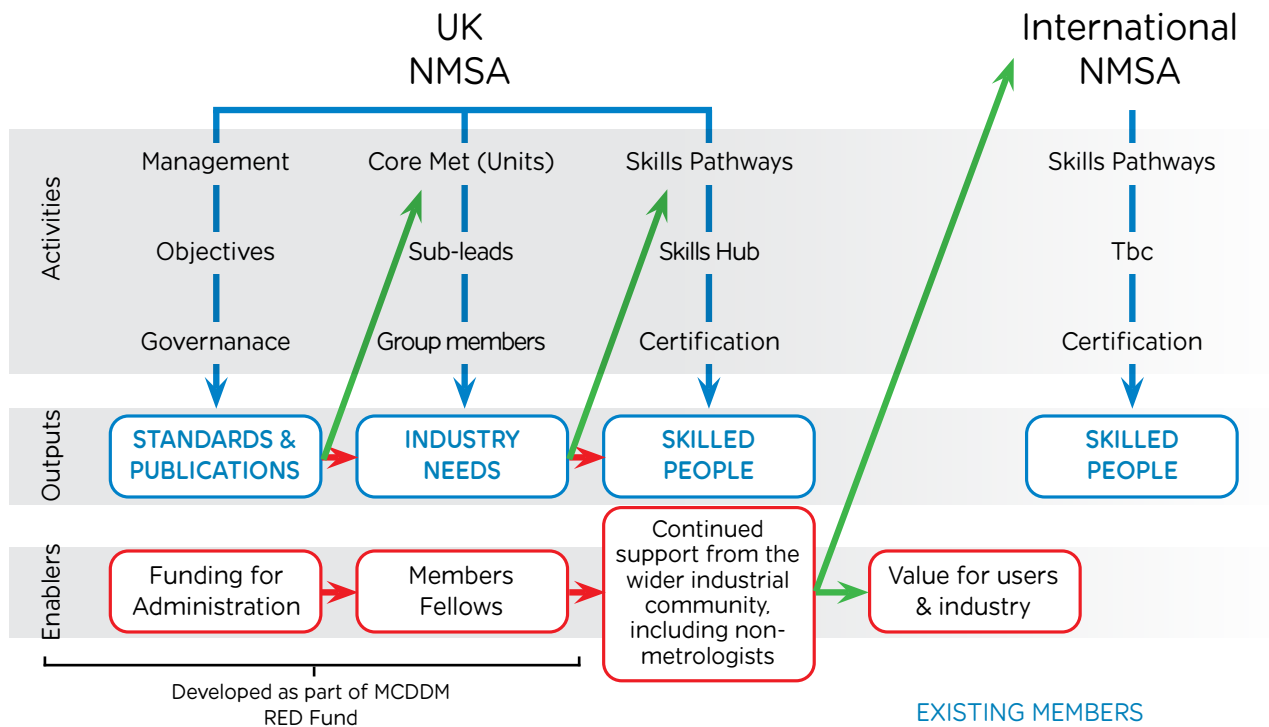 UK
NMSA
International
NMSA
Activities
Management
Core Met (Units)
Skills Pathways
Skills Pathways
Objectives
Sub-leads
Skills Hub
Tbc
Governanace
Group members
Certification
Certification
Outputs
STANDARDS &
PUBLICATIONS
INDUSTRY
NEEDS
SKILLED
PEOPLE
SKILLED
PEOPLE
Enablers
Funding for
Administration
Members
Fellows
Continued
support from the
wider industrial
community,
including non-
metrologists
Value for users
& industry
Developed as part of MCDDM
RED Fund
EXISTING MEMBERS